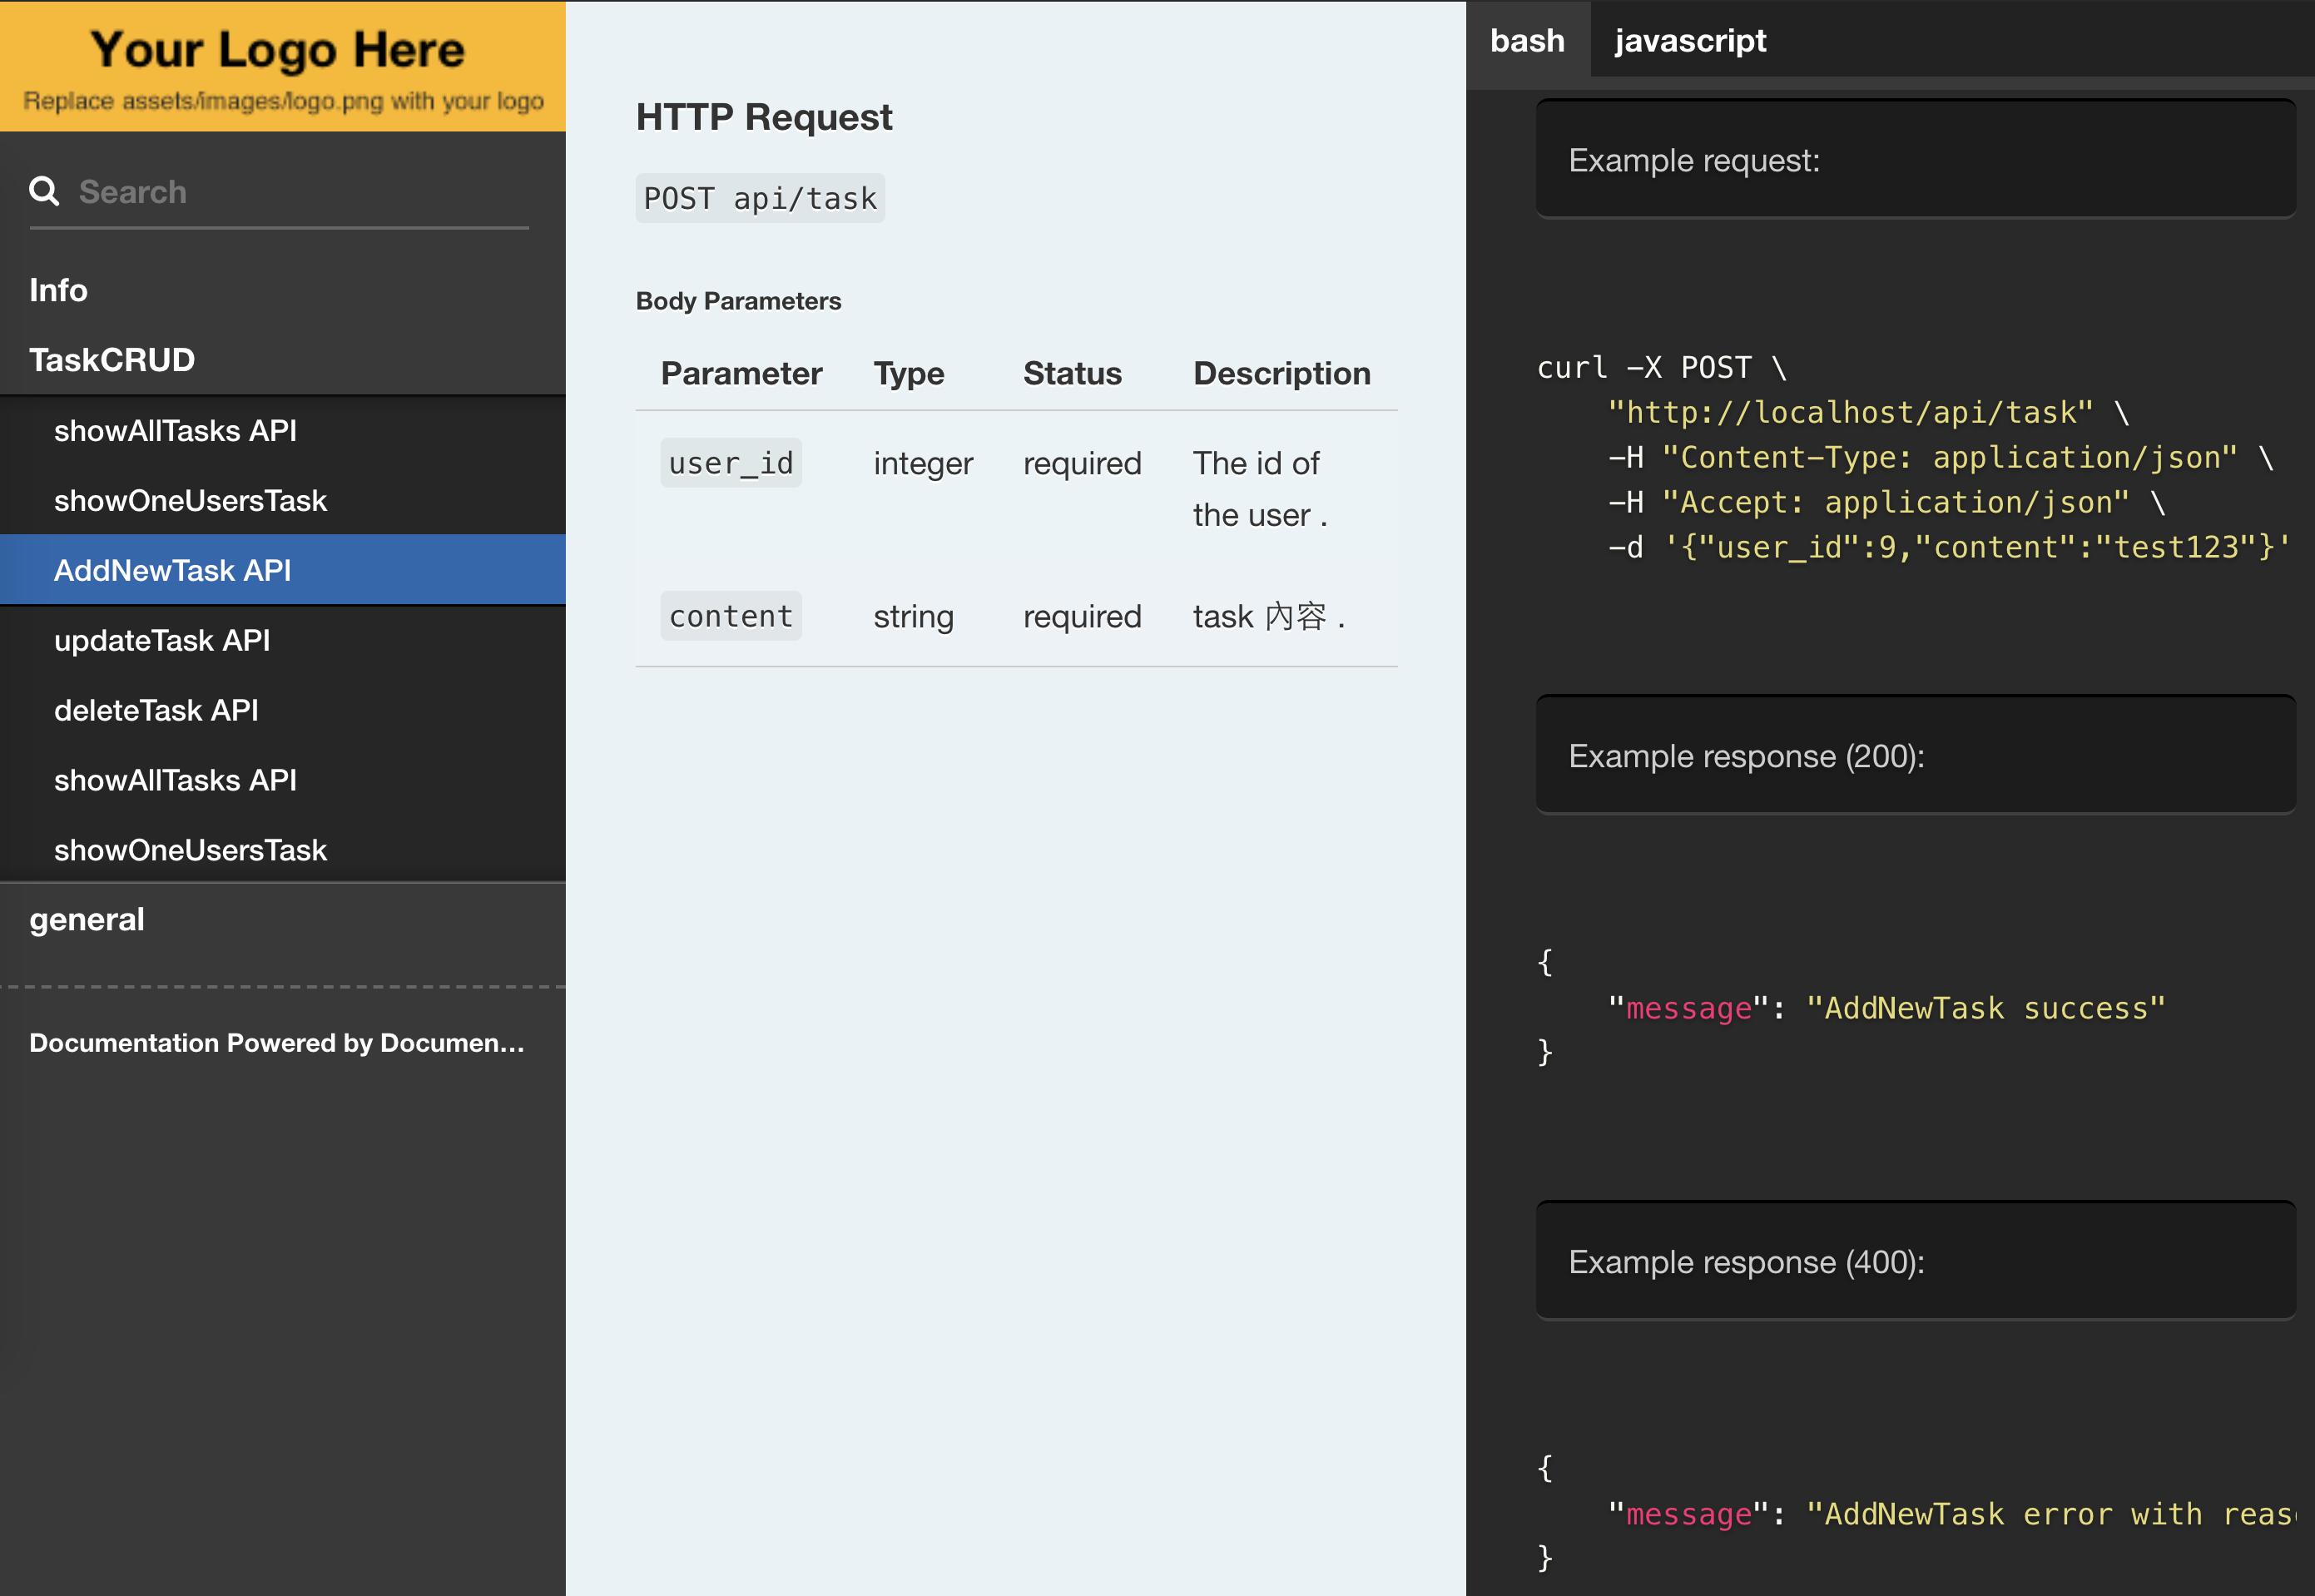 Your Logo Here
Replace assets/images/logo.png with your logo
Search
Info
TaskCRUD
showAllTasks API
showOneUsersTask
AddNewTask API
updateTask API
deleteTask API
showAllTasks API
showOneUsersTask
general
Documentation Powered by Documen...
HTTP Request
POST api/task
Body Parameters
Parameter Type Status Description
user_id integer required The id of
the user .
content string required task 內容 .
bash javascript
Example request:
curl -X POST \
"http://localhost/api/task" \
-H "Content-Type: application/json" \
-H "Accept: application/json" \
-d '{"user_id":9,"content":"test123"}'
Example response (200):
{
"message": "AddNewTask success"
}
Example response (400):
{
"message": "AddNewTask error with reas
}